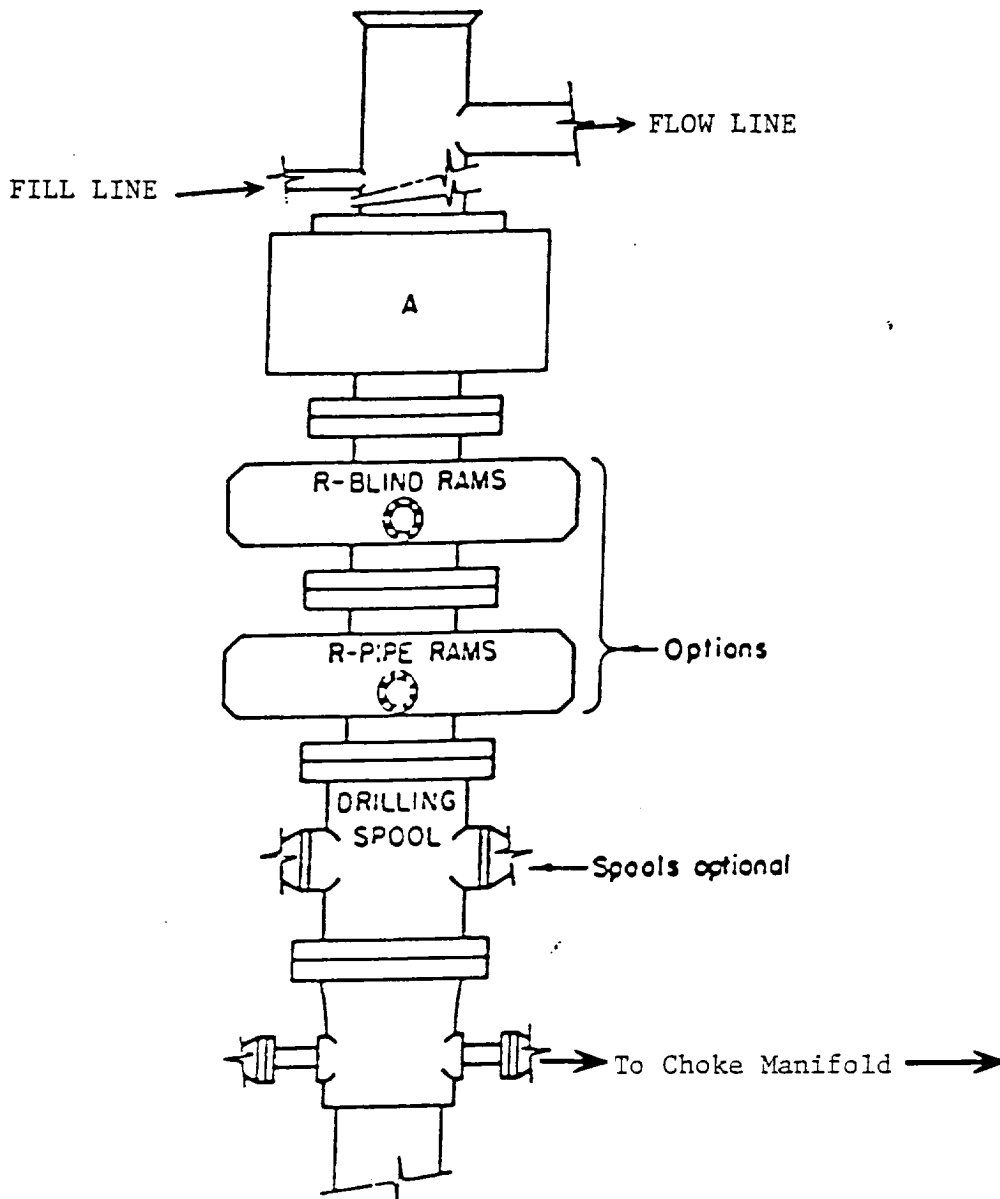 FLOW LINE
FILL LINE
A
R-BLIND RAMS
Options
R-PIPE RAMS
DRILLING
SPOOL
Spools optional
To Choke Manifold